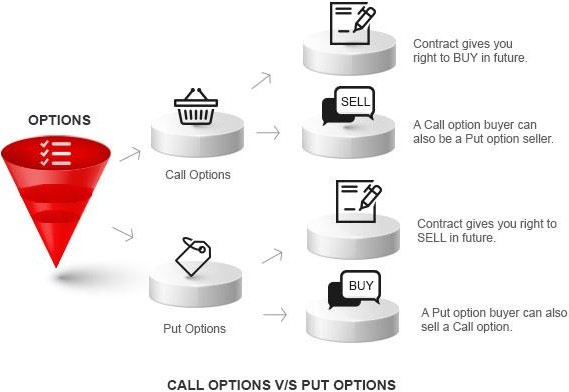 Contract gives you
right to BUY in future.
SELL
OPTIONS
A Call option buyer can
also be a Put option seller.
Call Options
Contract gives you right to
SELL in future.
BUY
A Put option buyer can also
sell a Call option.
Put Options
CALL OPTIONS V/S PUT OPTIONS